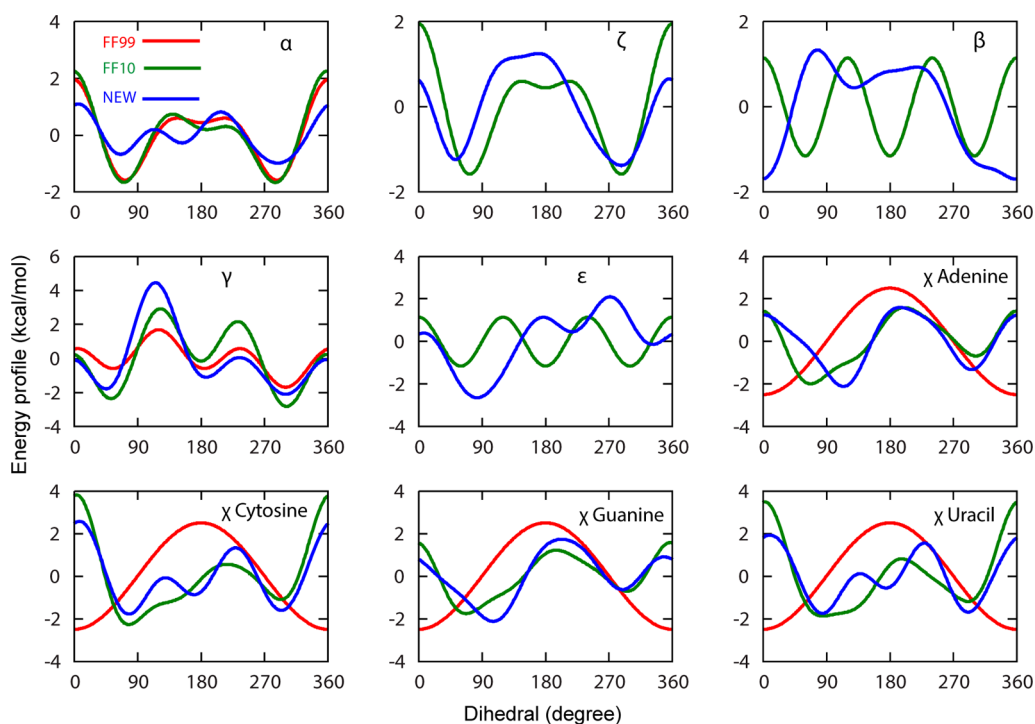 4
2
0
-2
0 90 180 270 360
α
FF99
FF10
NEW
2
0
2
0 90 180 270 360
ζ
2
0
2
0 90 180 270 360
β
6
4
2
0
-2
-4
0 90 180 270 360
γ
4
2
0
-2
-4
0 90 180 270 360
ε
4
2
0
-2
-4
0 90 180 270 360
χ Adenine
4
2
0
-2
-4
0 90 180 270 360
χ Cytosine
4
2
0
-2
-4
0 90 180 270 360
χ Guanine
4
2
0
-2
-4
0 90 180 270 360
χ Uracil
Energy profile (kcal/mol)
Dihedral (degree)